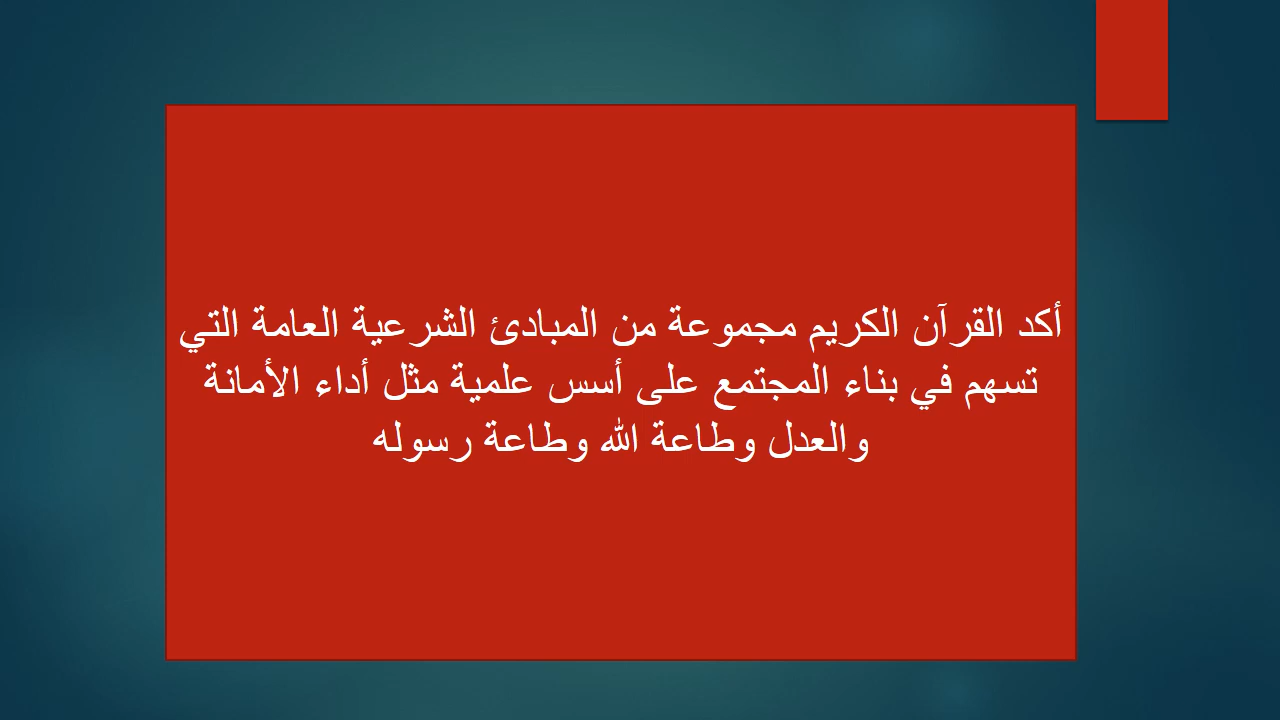 أكد القرآن الكريم مجموعة من المبادئ الشرعية العامة التي
تسهم في بناء المجتمع على أسس علمية مثل أداء الأمانة
والعدل وطاعة الله وطاعة رسوله